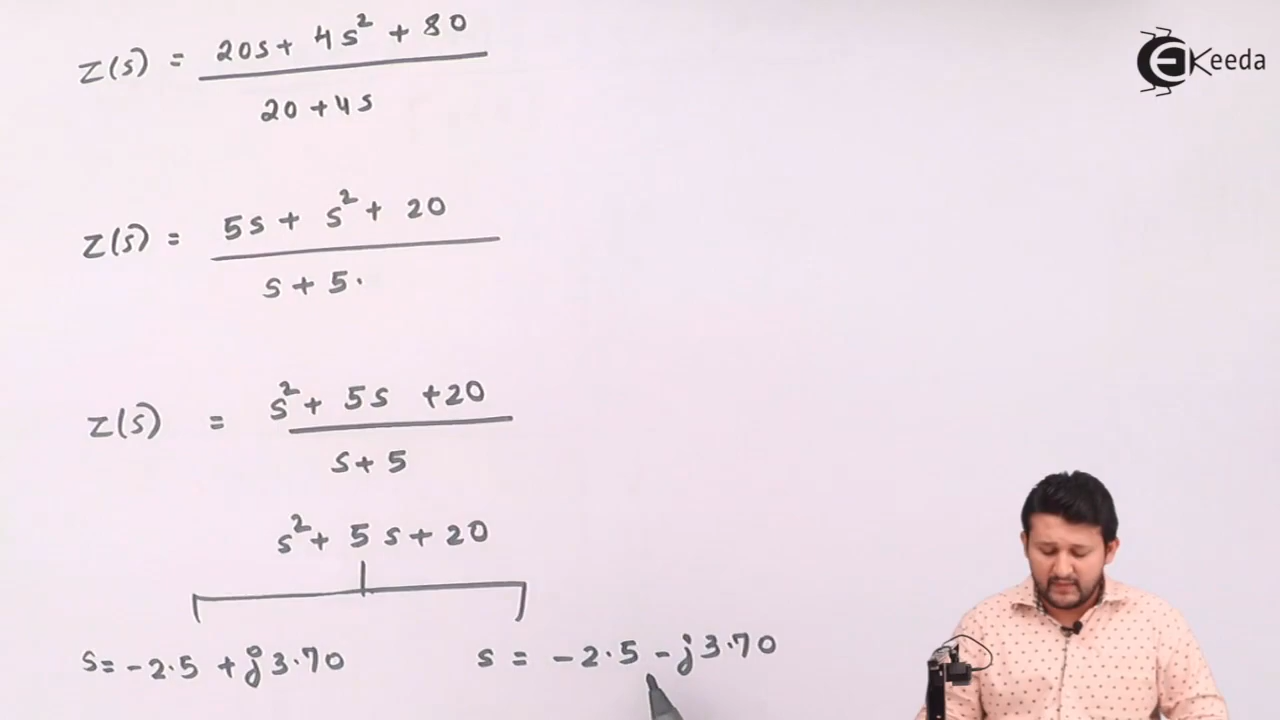 Keeda
Z(s) = 20s + 4s² + 80
20 + 4s
Z(s) = 5s + s² + 20
s + 5.
Z(s) = s² + 5s + 20
s + 5
s² + 5s + 20
s = -2.5 + j3.70 s = -2.5 - j3.70